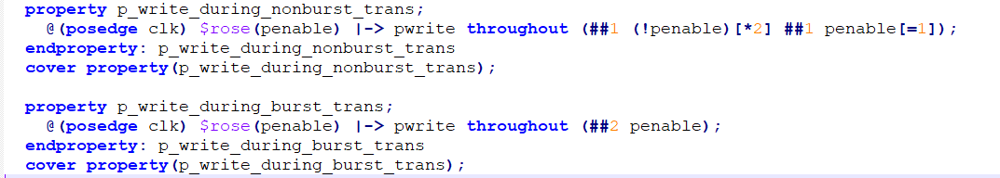 property p_write_during_nonburst_trans;
@(posedge clk) $rose(penable) |-> pwrite throughout (##1 (!penable)[*2] ##1 penable[=1]);
endproperty: p_write_during_nonburst_trans
cover property(p_write_during_nonburst_trans);
property p_write_during_burst_trans;
@(posedge clk) $rose(penable) |-> pwrite throughout (##2 penable);
endproperty: p_write_during_burst_trans
cover property(p_write_during_burst_trans);